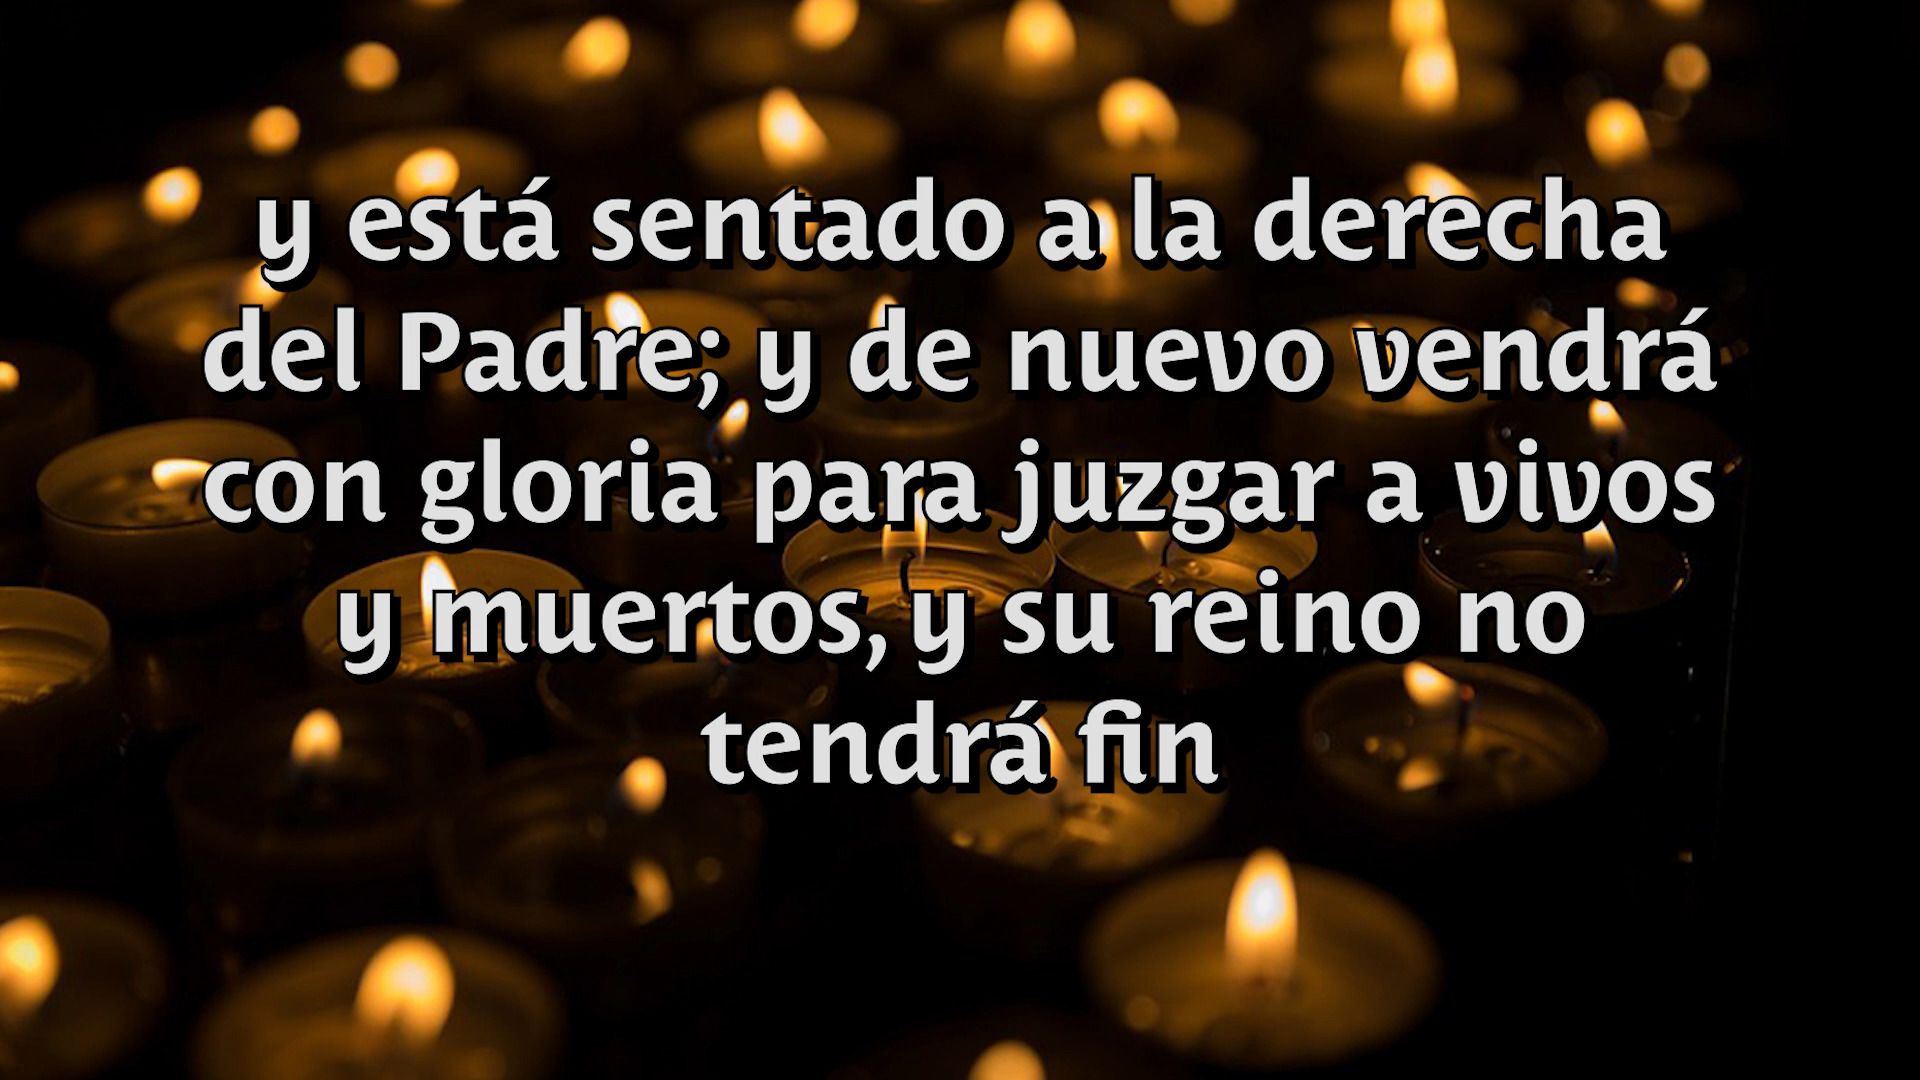 y está sentado a la derecha
del Padre; y de nuevo vendrá
con gloria para juzgar a vivos
y muertos, y su reino no
tendrá fin